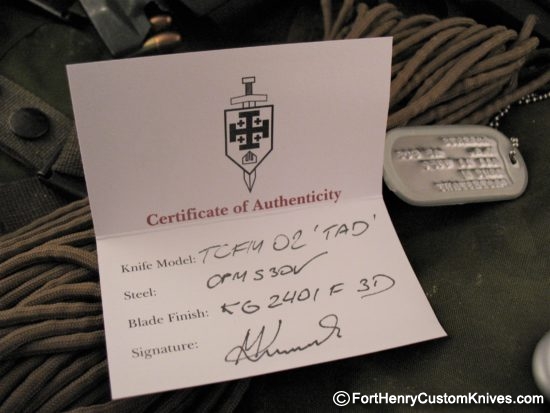 Certificate of Authenticity
Knife Model: TCFM 02 'TAD'
Steel: CPM S30V
Blade Finish: KG 2401 F 3D
Signature:
© FortHenryCustomKnives.com